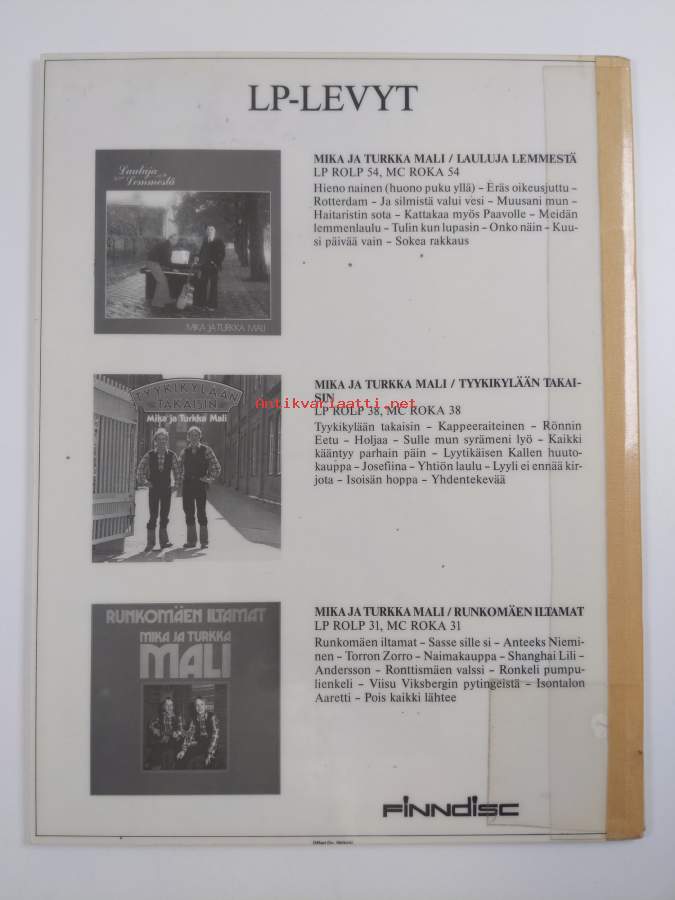 LP-LEVYT
Lauluja
Lemmestä
MIKA JA TURKKA MALI
MIKA JA TURKKA MALI / LAULUJA LEMMESTÄ
LP ROLP 54, MC ROKA 54
Hieno nainen (huono puku yllä) – Eräs oikeusjuttu –
Rotterdam – Ja silmistä valui vesi – Muusani mun –
Haitaristin sota – Kattakaa myös Paavolle – Meidän
lemmenlaulu – Tulin kun lupasin – Onko näin – Kuu-
si päivää vain – Sokea rakkaus
TYYKIKYLÄÄN
TAKAISIN
Mika ja Turkka Mali
MIKA JA TURKKA MALI / TYYKIKYLÄÄN TAKAI-
SIN
Antikvariaatti.net
LP ROLP 38, MC ROKA 38
Tyykikylään takaisin – Kappeeraiteinen – Rönnin
Eetu – Holjaa – Sulle mun syrämeni lyö – Kaikki
kääntyy parhain päin – Lyytikäisen Kallen huuto-
kauppa – Josefiina – Yhtiön laulu – Lyyli ei ennää kir-
jota – Isoisän hoppa – Yhdentekevää
RUNKOMÄEN ILTAMAT
MIKA JA TURKKA
MALI
MIKA JA TURKKA MALI / RUNKOMÄEN ILTAMAT
LP ROLP 31, MC ROKA 31
Runkomäen iltamat – Sasse sille si – Anteeks Niemi-
nen – Torron Zorro – Naimakauppa – Shanghai Lili –
Andersson – Ronttismäen valssi – Ronkeli pumpu-
lienkeli – Viisu Viksbergin pytingeistä – Isontalon
Aaretti – Pois kaikki lähtee
FINNDISC